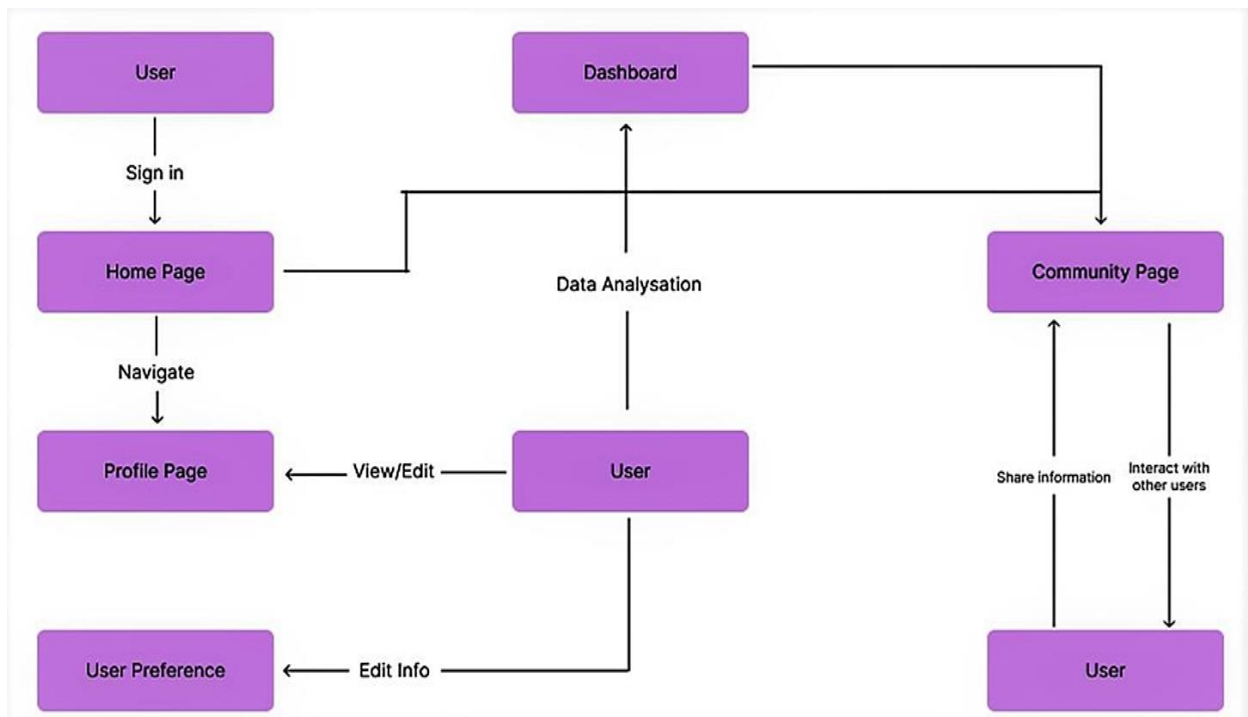 User
Dashboard
Sign in
Home Page
Data Analysation
Community Page
Navigate
Profile Page
View/Edit
User
Share information
Interact with
other users
User Preference
Edit Info
User